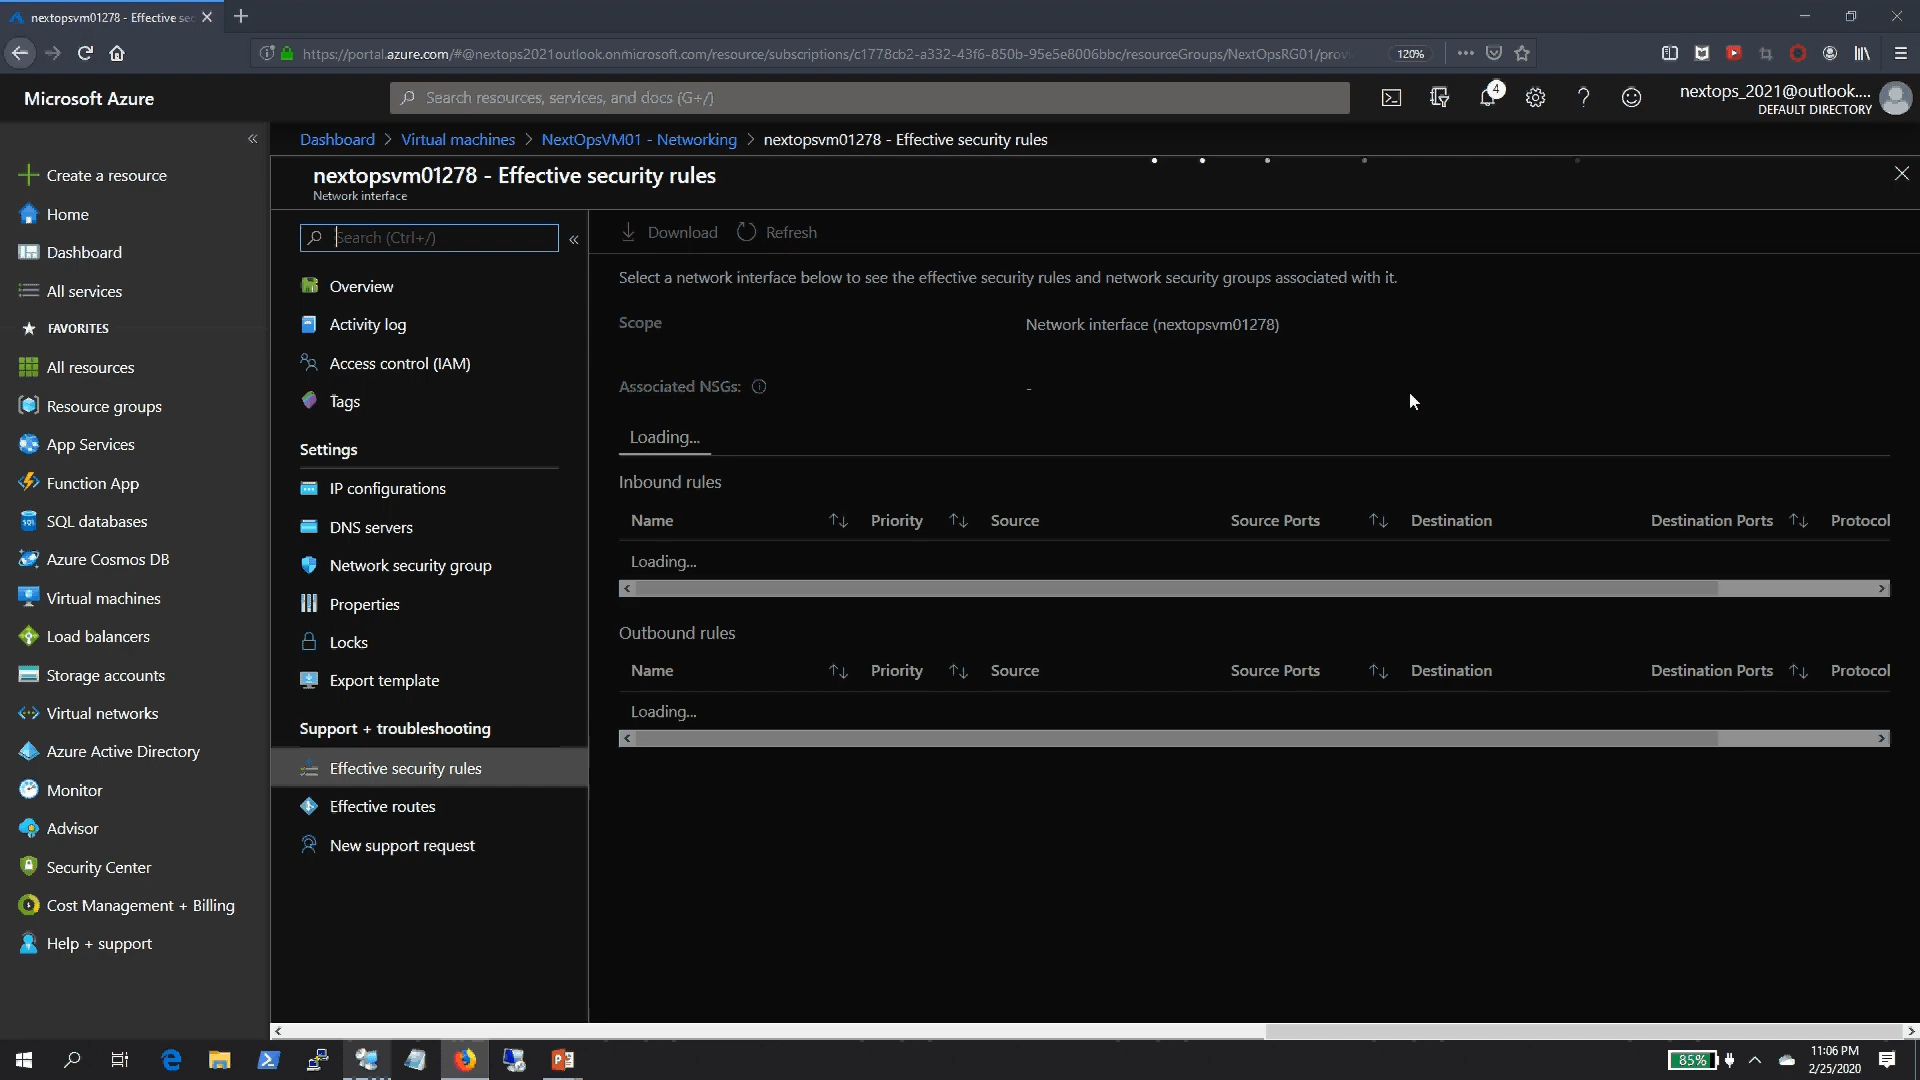 nextopsvm01278 - Effective sec
https://portal.azure.com/#@nextops2021outlook.onmicrosoft.com/resource/subscriptions/c1778cb2-a332-43f6-850b-95e5e8006bbc/resourceGroups/NextOpsRG01/provi
120%
Microsoft Azure
Search resources, services, and docs (G+/)
4
nextops_2021@outlook....
DEFAULT DIRECTORY
Dashboard > Virtual machines > NextOpsVM01 - Networking > nextopsvm01278 - Effective security rules
nextopsvm01278 - Effective security rules
Network interface
Create a resource
Home
Dashboard
All services
FAVORITES
All resources
Resource groups
App Services
Function App
SQL databases
Azure Cosmos DB
Virtual machines
Load balancers
Storage accounts
Virtual networks
Azure Active Directory
Monitor
Advisor
Security Center
Cost Management + Billing
Help + support
Search (Ctrl+/)
Overview
Activity log
Access control (IAM)
Tags
Settings
IP configurations
DNS servers
Network security group
Properties
Locks
Export template
Support + troubleshooting
Effective security rules
Effective routes
New support request
Download Refresh
Select a network interface below to see the effective security rules and network security groups associated with it.
Scope Network interface (nextopsvm01278)
Associated NSGs: -
Loading...
Inbound rules
Name Priority Source Source Ports Destination Destination Ports Protocol
Loading...
Outbound rules
Name Priority Source Source Ports Destination Destination Ports Protocol
Loading...
85%
11:06 PM
2/25/2020